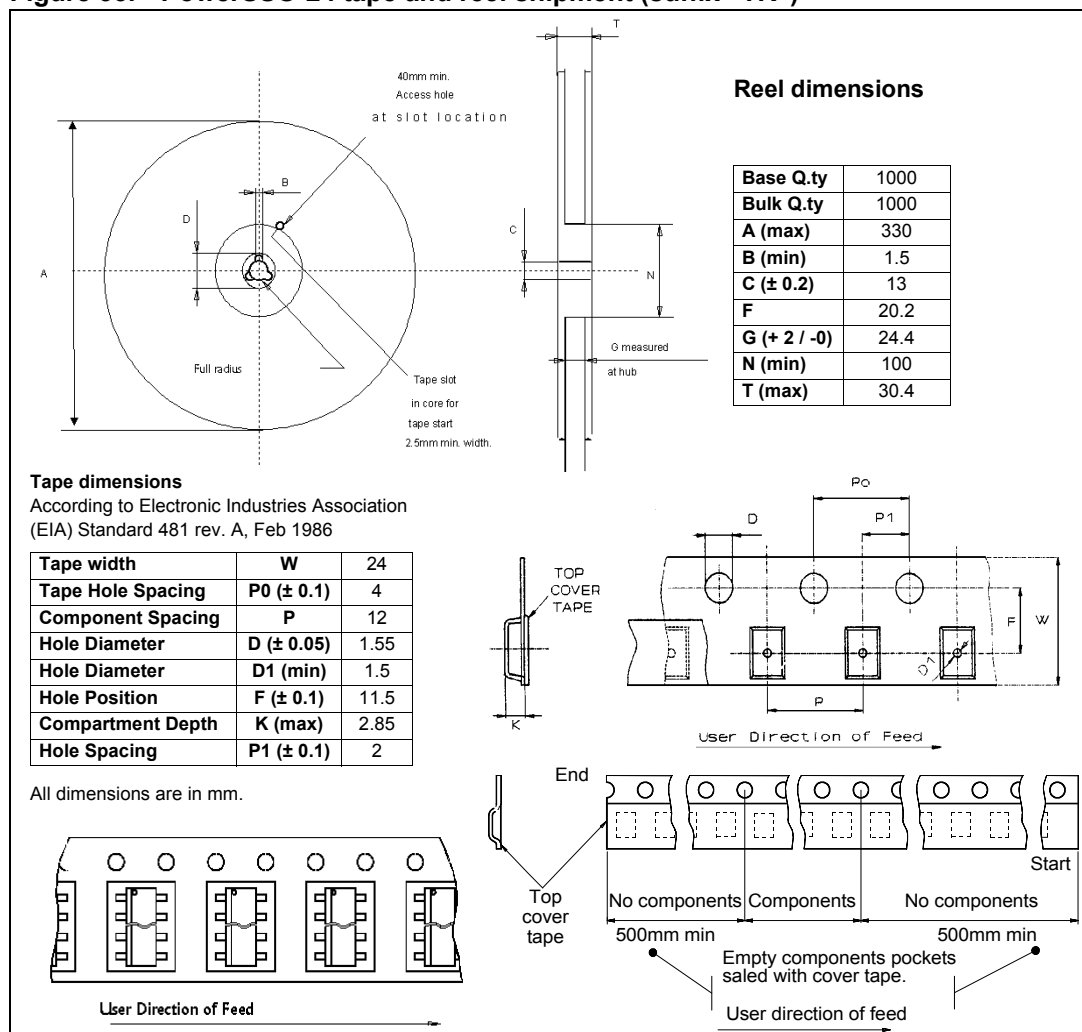 T
40mm min.
Access hole
at slot location
Reel dimensions
B
D
C
A
N
Base Q.ty 1000
Bulk Q.ty 1000
A (max) 330
B (min) 1.5
C (± 0.2) 13
F 20.2
G (+ 2 / -0) 24.4
N (min) 100
T (max) 30.4
G measured
at hub
Full radius
Tape slot
in core for
tape start
2.5mm min. width.
Tape dimensions
According to Electronic Industries Association
(EIA) Standard 481 rev. A, Feb 1986
Tape width W 24
Tape Hole Spacing P0 (± 0.1) 4
Component Spacing P 12
Hole Diameter D (± 0.05) 1.55
Hole Diameter D1 (min) 1.5
Hole Position F (± 0.1) 11.5
Compartment Depth K (max) 2.85
Hole Spacing P1 (± 0.1) 2
All dimensions are in mm.
Po
D
P1
TOP
COVER
TAPE
F
W
D1
P
K
User Direction of Feed
End
Start
Top
cover
tape
No components
Components
No components
500mm min
500mm min
Empty components pockets
saled with cover tape.
User direction of feed
User Direction of Feed